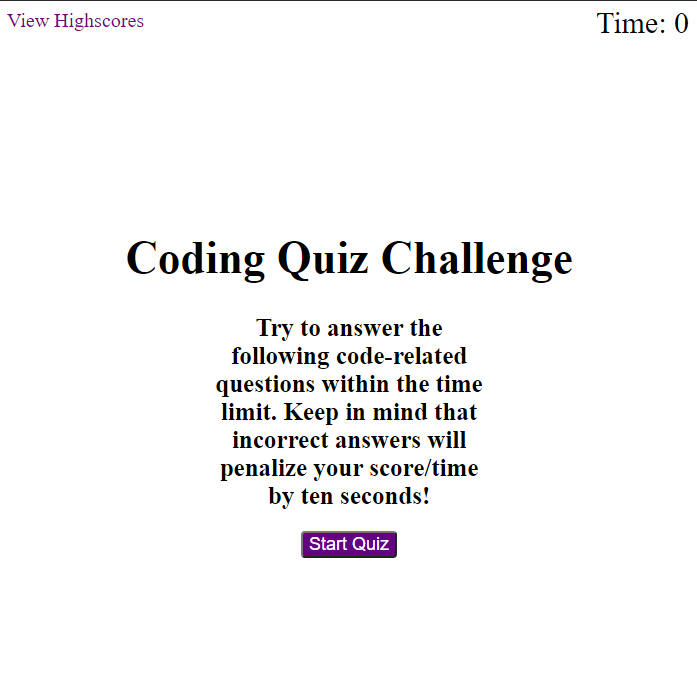 View Highscores
Time: 0
Coding Quiz Challenge
Try to answer the
following code-related
questions within the time
limit. Keep in mind that
incorrect answers will
penalize your score/time
by ten seconds!
Start Quiz